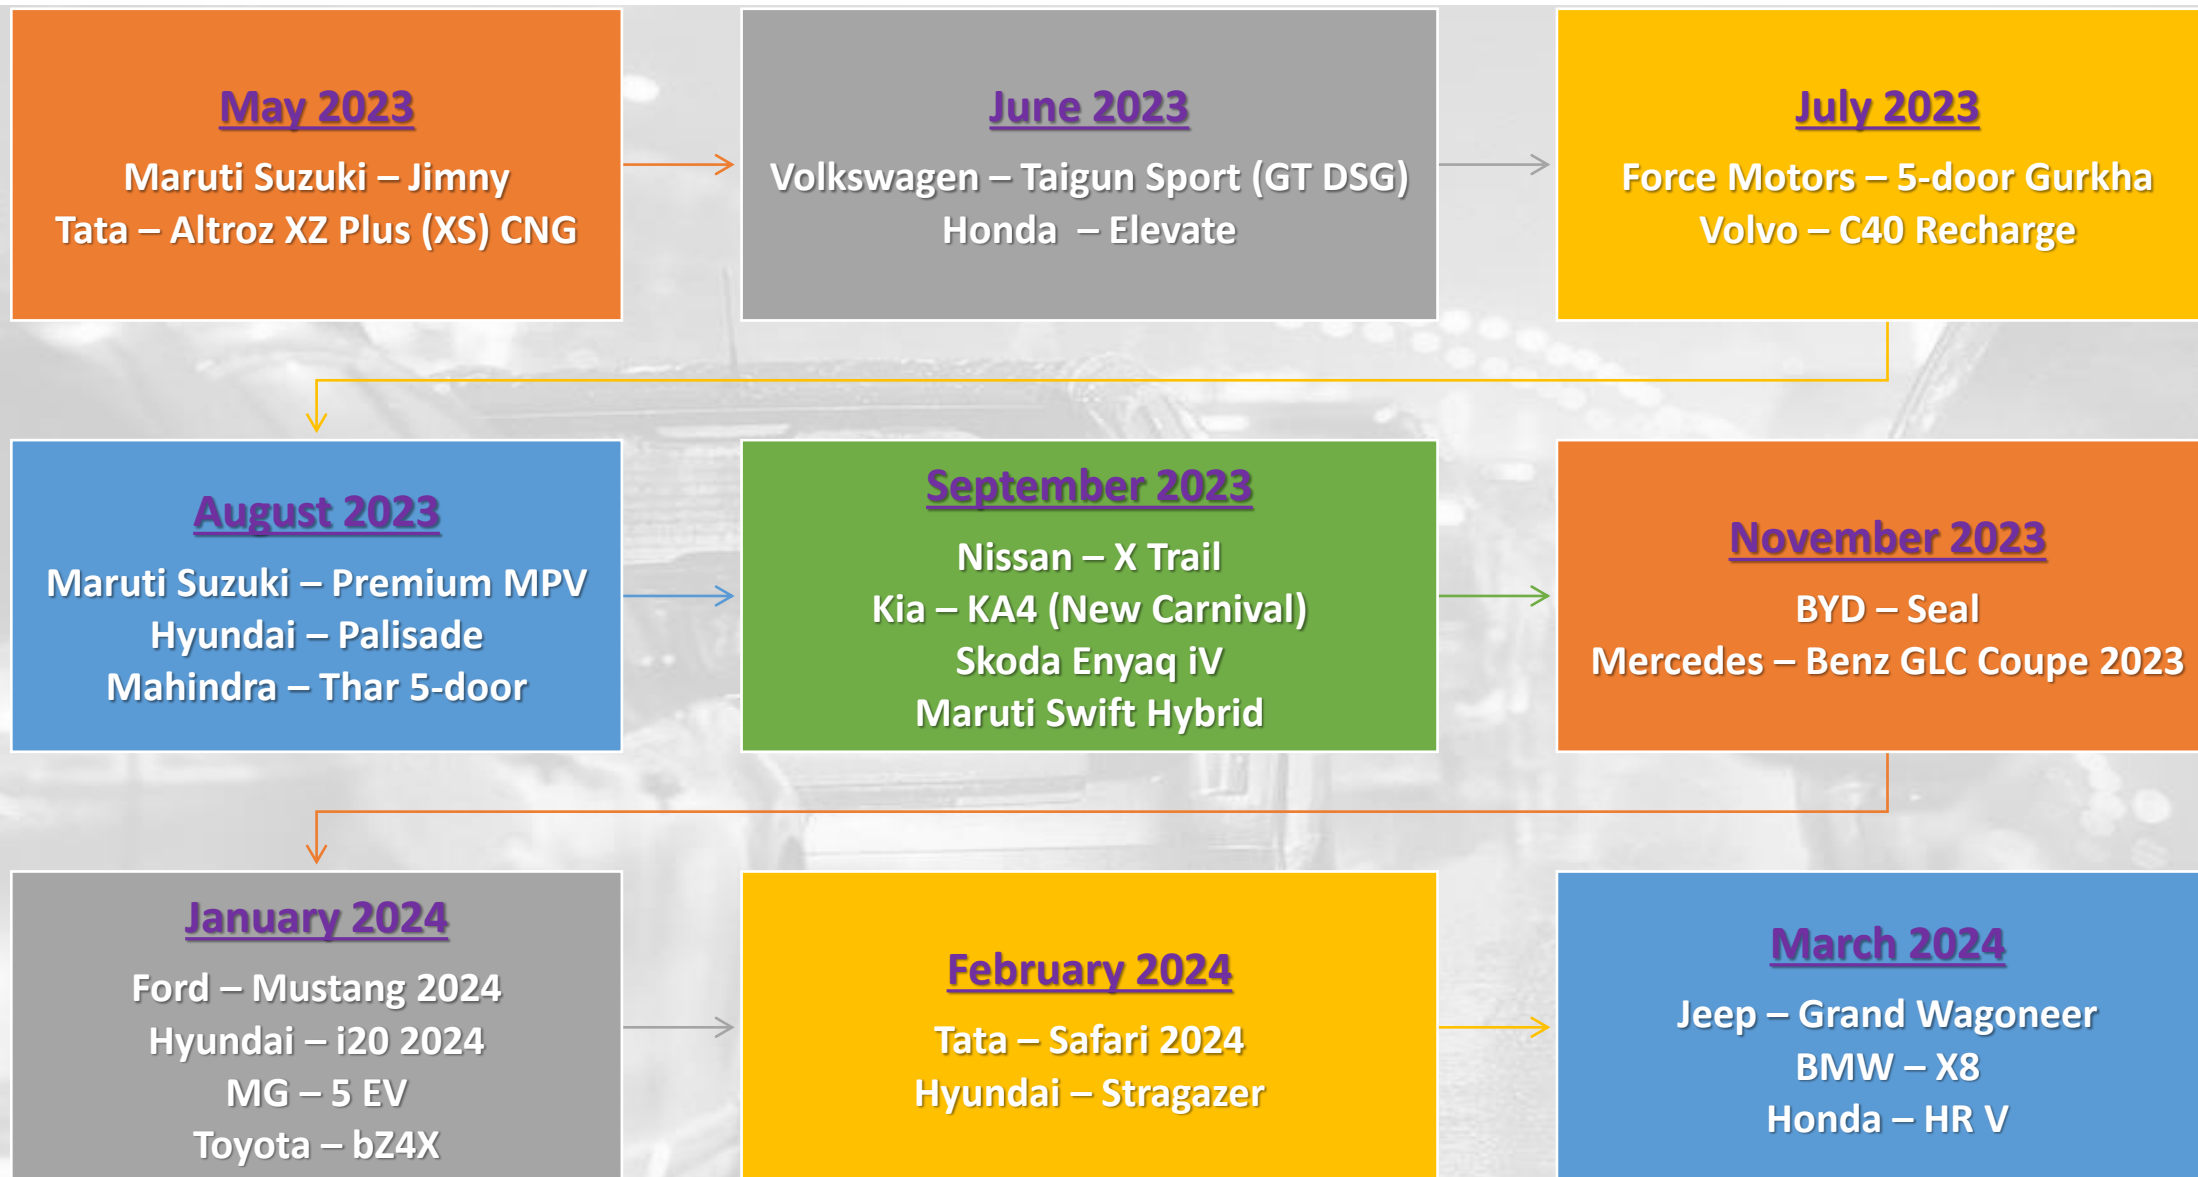 May 2023
Maruti Suzuki – Jimny
Tata – Altroz XZ Plus (XS) CNG
June 2023
Volkswagen – Taigun Sport (GT DSG)
Honda – Elevate
July 2023
Force Motors – 5-door Gurkha
Volvo – C40 Recharge
August 2023
Maruti Suzuki – Premium MPV
Hyundai – Palisade
Mahindra – Thar 5-door
September 2023
Nissan – X Trail
Kia – KA4 (New Carnival)
Skoda Enyaq iV
Maruti Swift Hybrid
November 2023
BYD – Seal
Mercedes – Benz GLC Coupe 2023
January 2024
Ford – Mustang 2024
Hyundai – i20 2024
MG – 5 EV
Toyota – bZ4X
February 2024
Tata – Safari 2024
Hyundai – Stragazer
March 2024
Jeep – Grand Wagoneer
BMW – X8
Honda – HR V